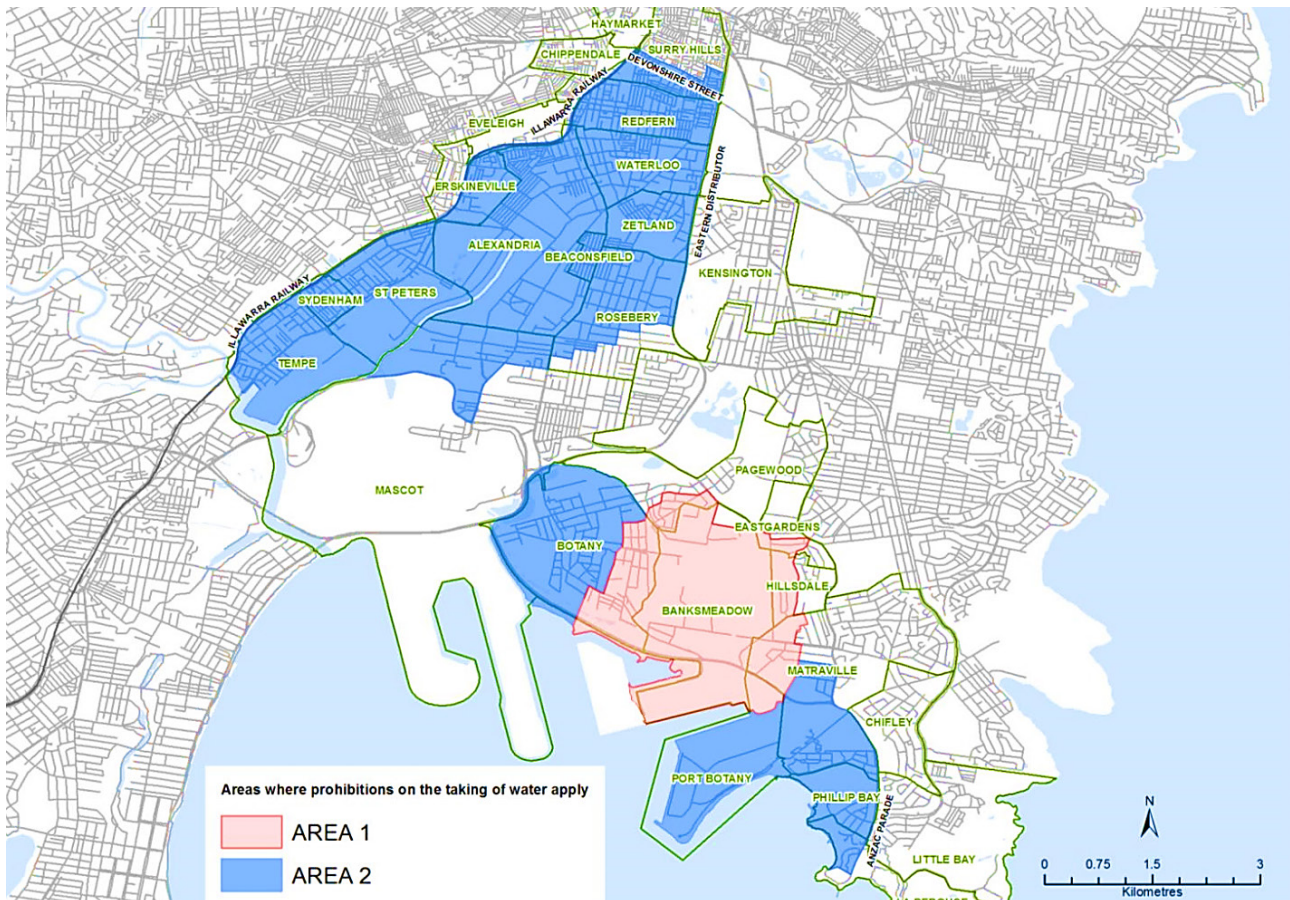 HAYMARKET
CHIPPENDALE
SURRY HILLS
DEVONSHIRE STREET
ILLAWARRA RAILWAY
EVELEIGH
REDFERN
WATERLOO
ERSKINEVILLE
EASTERN DISTRIBUTOR
ZETLAND
ALEXANDRIA
BEACONSFIELD
KENSINGTON
ILLAWARRA RAILWAY
SYDENHAM
ST PETERS
ROSEBERY
TEMPE
PAGEWOOD
MASCOT
EASTGARDENS
BOTANY
HILLSDALE
BANKSMEADOW
MATRAVILLE
CHIFLEY
PORT BOTANY
PHILLIP BAY
ANZAC PARADE
LITTLE BAY
Areas where prohibitions on the taking of water apply
AREA 1
AREA 2
N
0 0.75 1.5 3
Kilometres